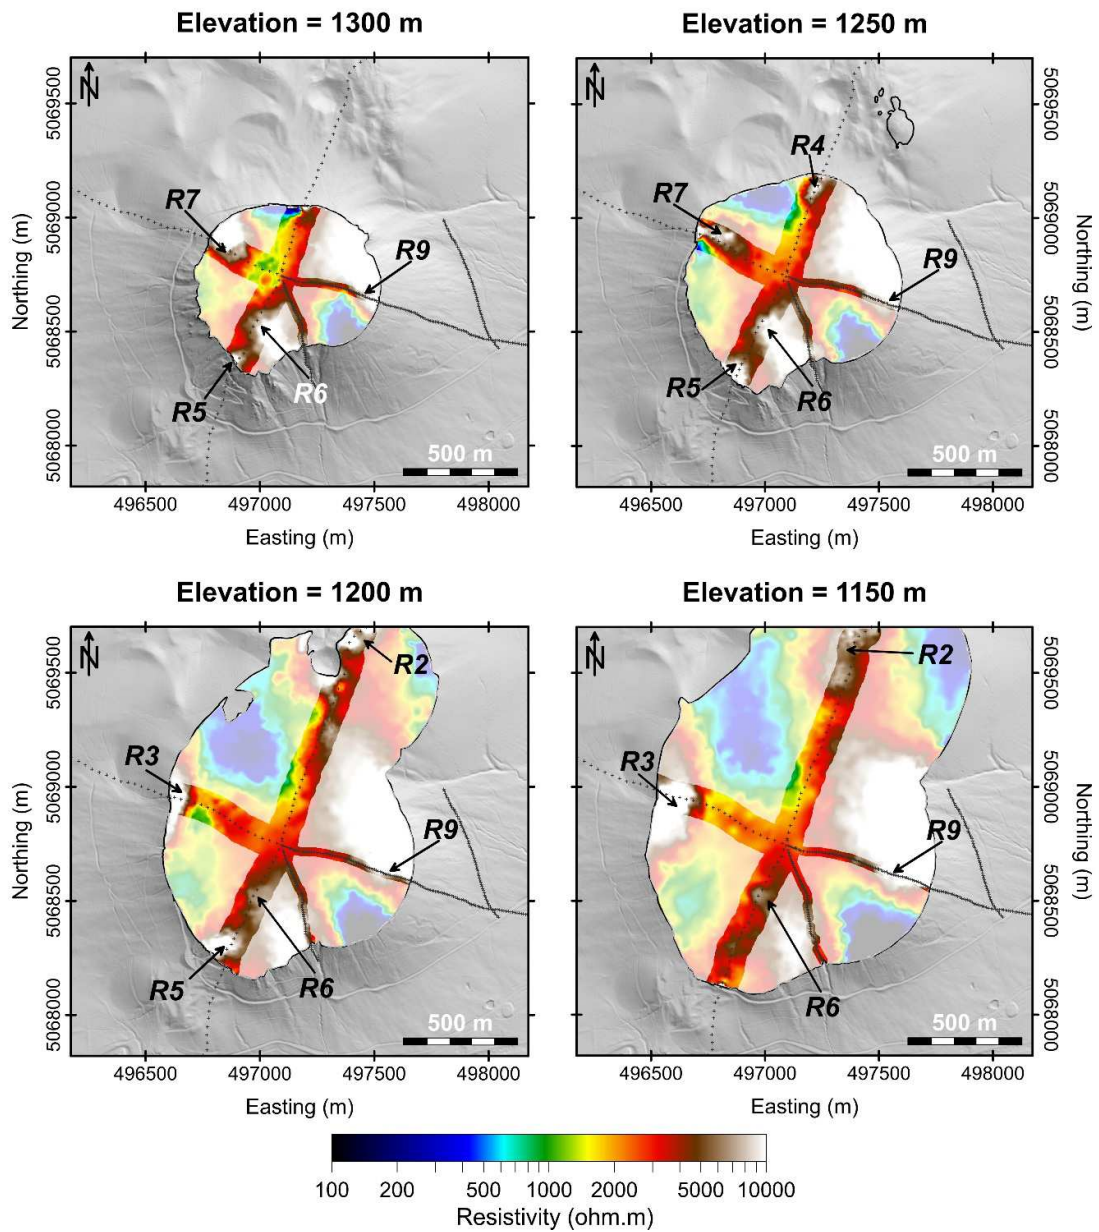 Elevation = 1300 m
Elevation = 1250 m
N
R7
R9
R5
R6
500 m
5069500
5069000
5068500
5068000
Northing (m)
496500 497000 497500 498000
Easting (m)
N
R4
R7
R9
R5
R6
500 m
5069500
5069000
5068500
5068000
Northing (m)
496500 497000 497500 498000
Easting (m)
Elevation = 1200 m
Elevation = 1150 m
N
R2
R3
R9
R5
R6
500 m
5069500
5069000
5068500
5068000
Northing (m)
496500 497000 497500 498000
Easting (m)
N
R2
R3
R9
R6
500 m
5069500
5069000
5068500
5068000
Northing (m)
496500 497000 497500 498000
Easting (m)
100 200 500 1000 2000 5000 10000
Resistivity (ohm.m)